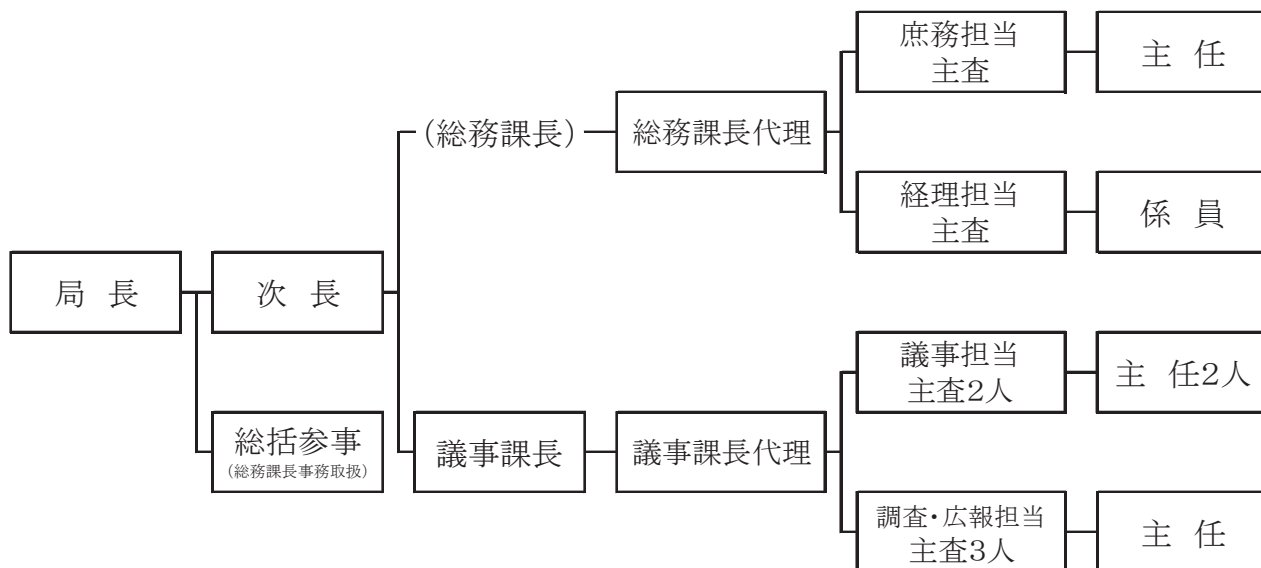 局 長
次 長
総括参事
(総務課長事務取扱)
(総務課長)
総務課長代理
庶務担当
主査
主 任
経理担当
主査
係 員
議事課長
議事課長代理
議事担当
主査2人
主 任2人
調査・広報担当
主査3人
主 任